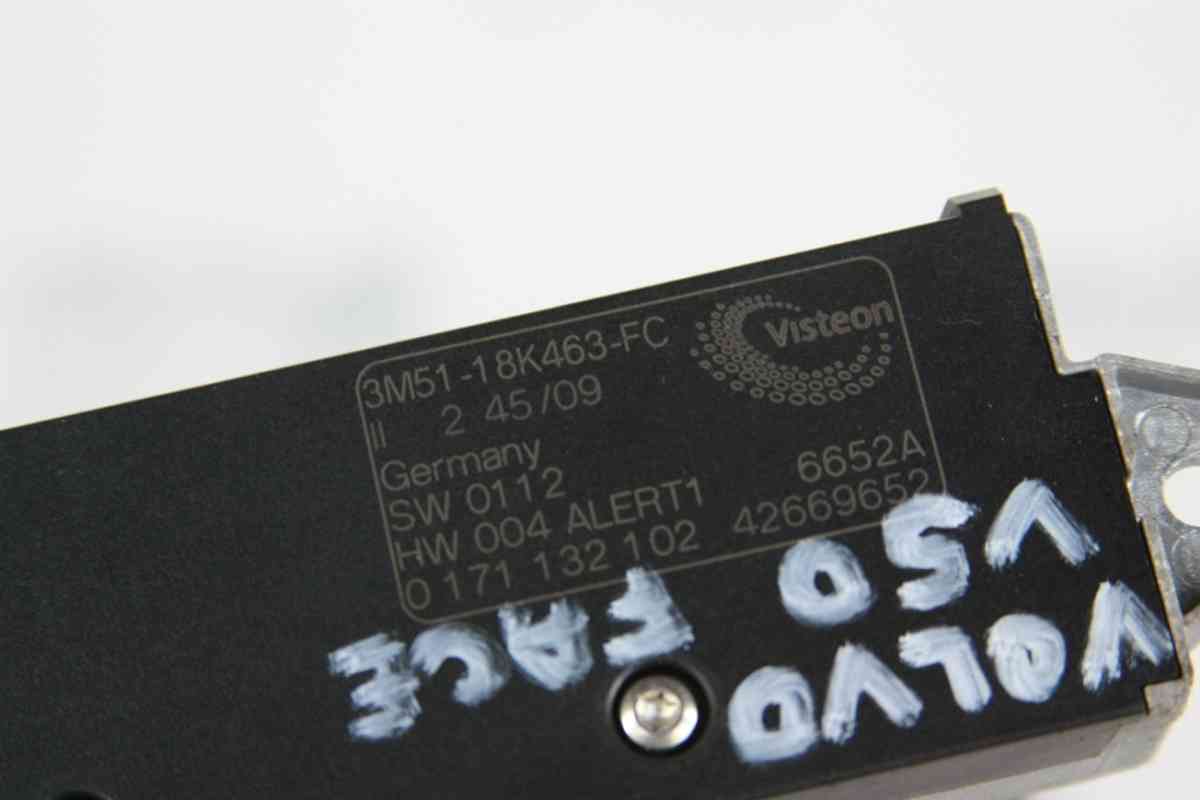 3M51-18K463-FC
Visteon
II 2 45/09
Germany
SW 0112 6652A
HW 004 ALERT1 42669652
0 171 132 102
VOLVO
V50
FACE